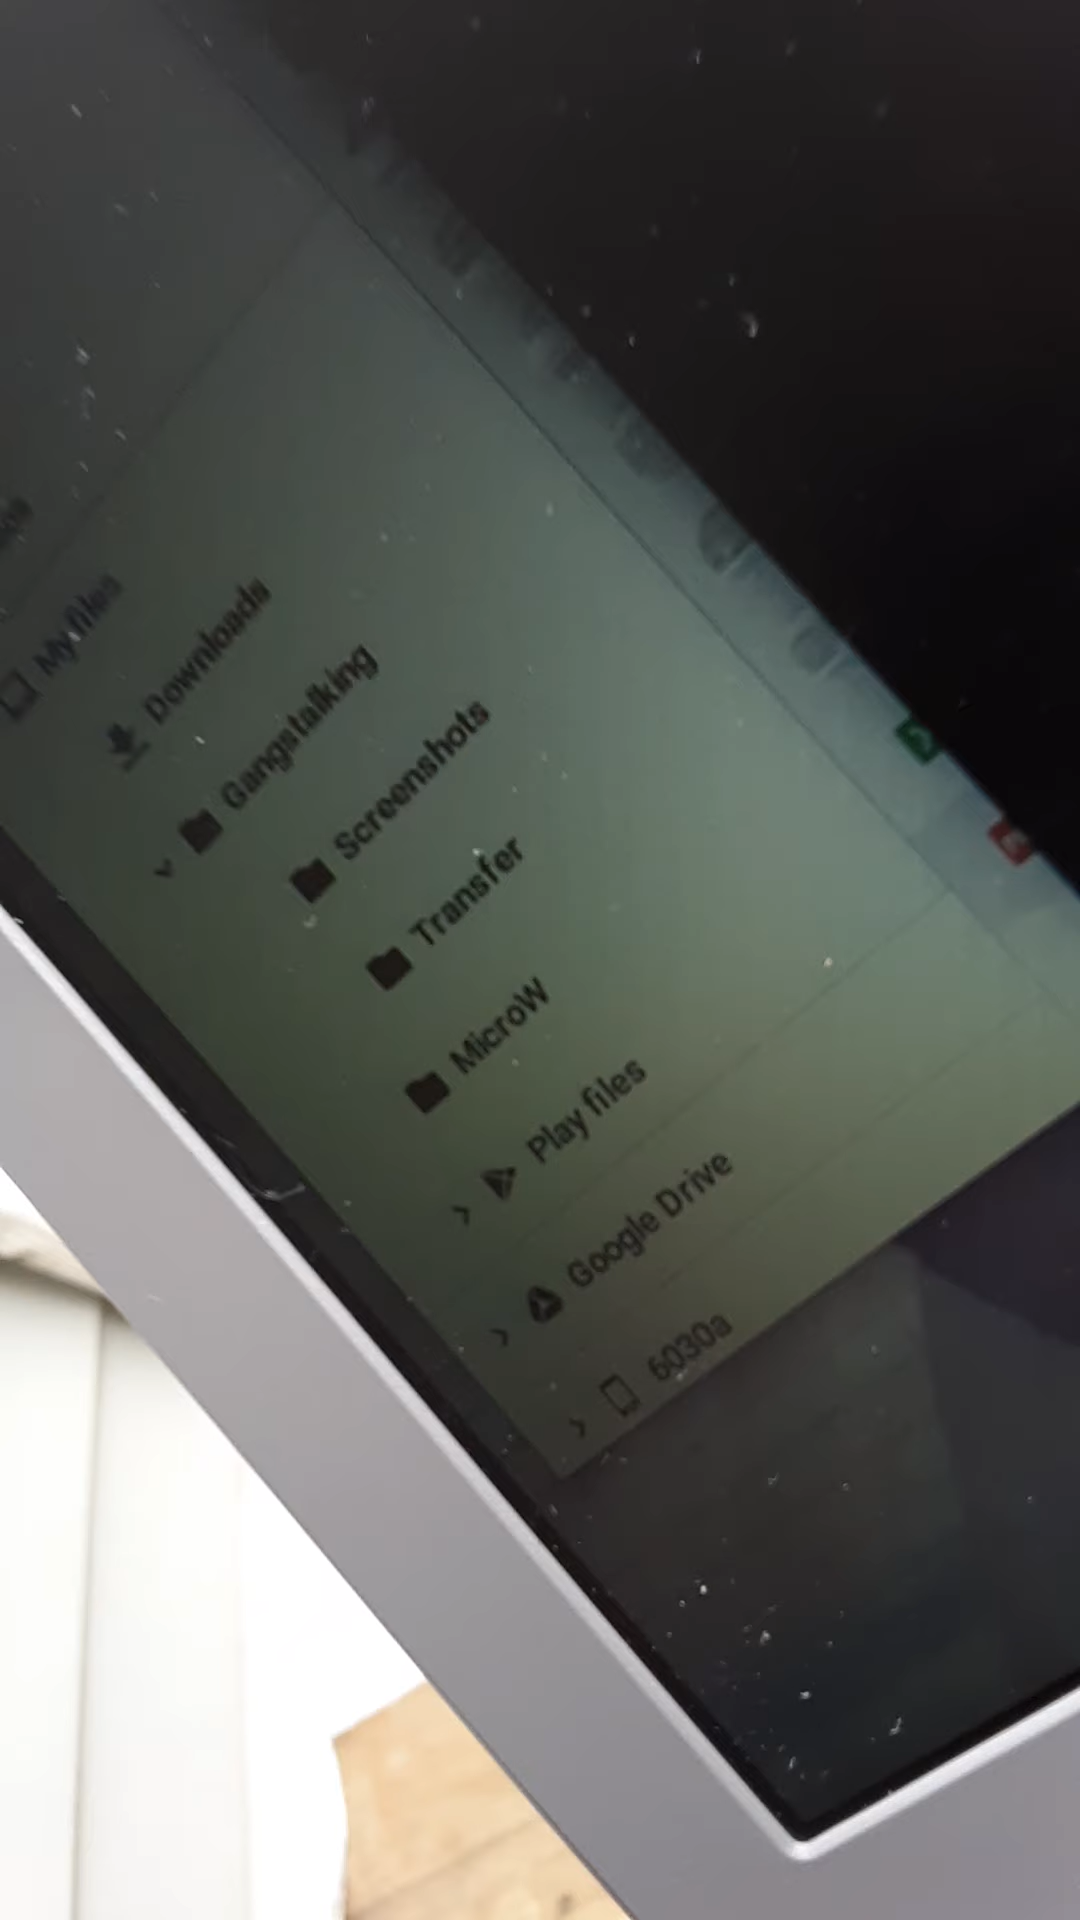 My files
Downloads
Gangstalking
Screenshots
Transfer
MicroW
Play files
Google Drive
6030a